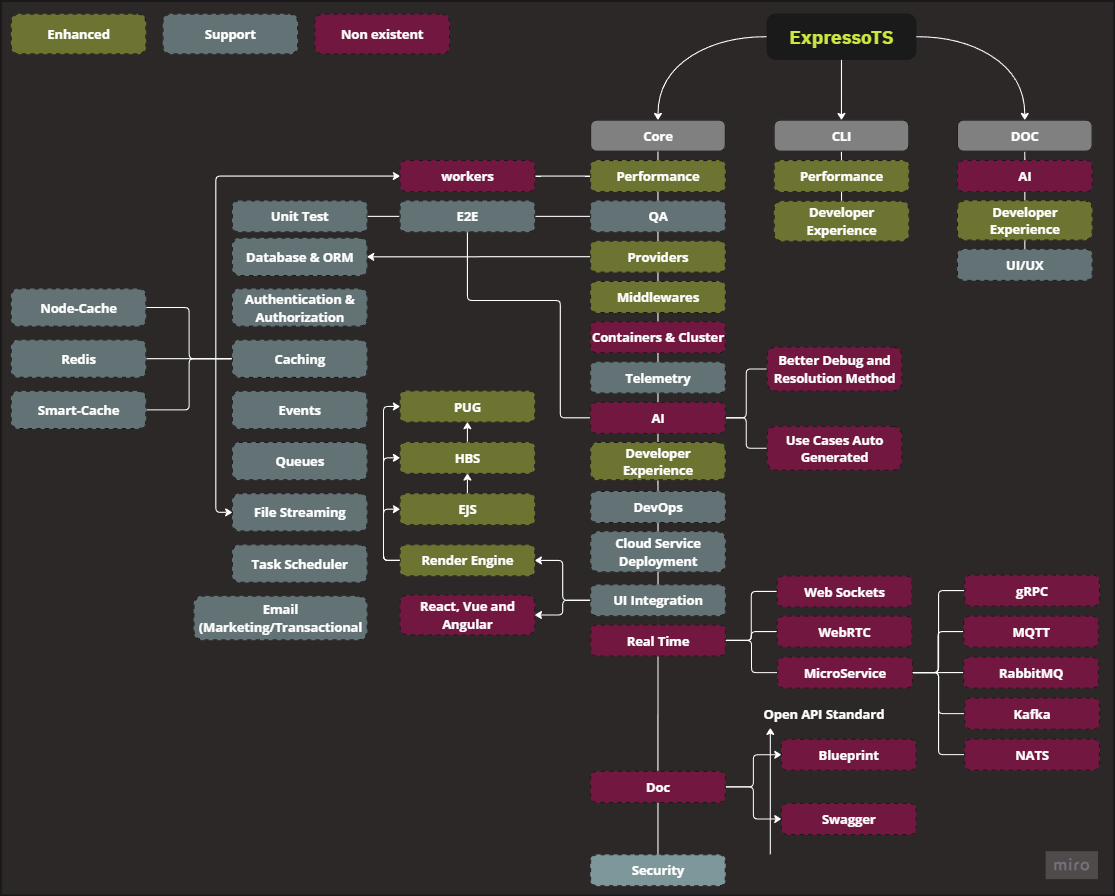 Enhanced
Support
Non existent
ExpressoTS
Core
CLI
DOC
workers
Performance
Performance
AI
Unit Test
E2E
QA
Developer
Experience
Developer
Experience
Database & ORM
Providers
UI/UX
Node-Cache
Authentication &
Authorization
Middlewares
Containers & Cluster
Redis
Caching
Telemetry
Better Debug and
Resolution Method
Smart-Cache
Events
PUG
AI
Use Cases Auto
Generated
Queues
HBS
Developer
Experience
File Streaming
EJS
DevOps
Task Scheduler
Render Engine
Cloud Service
Deployment
Email
(Marketing/Transactional
React, Vue and
Angular
UI Integration
Web Sockets
gRPC
Real Time
WebRTC
MQTT
MicroService
RabbitMQ
Open API Standard
Kafka
Blueprint
NATS
Doc
Swagger
Security
miro